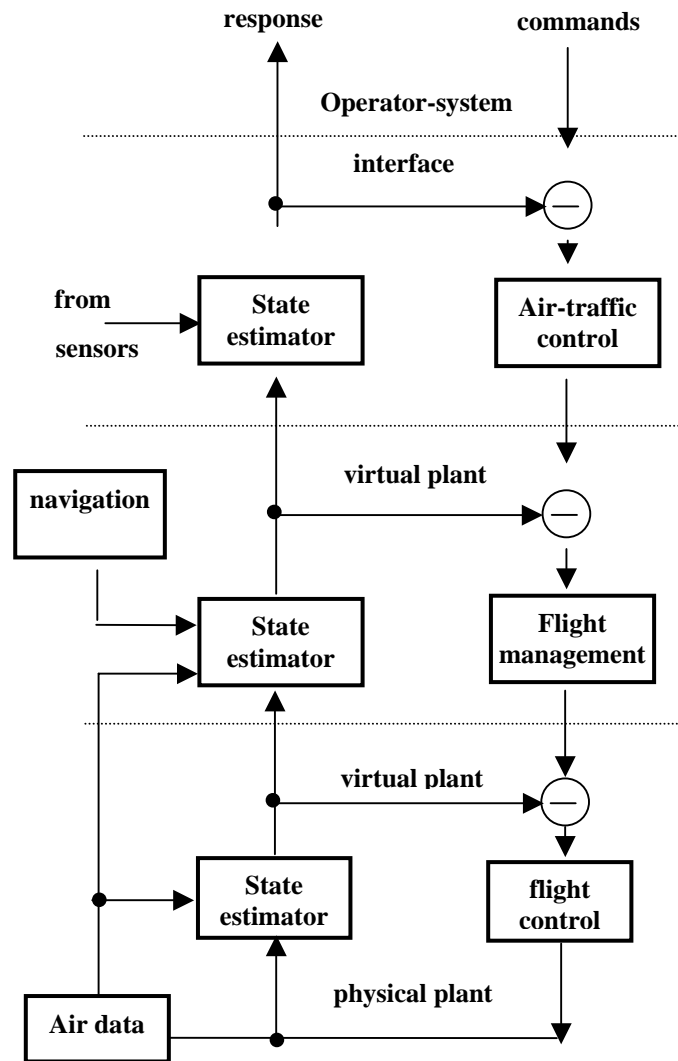 response
commands
Operator-system
interface
from
sensors
State
estimator
Air-traffic
control
virtual plant
navigation
State
estimator
Flight
management
virtual plant
State
estimator
flight
control
physical plant
Air data